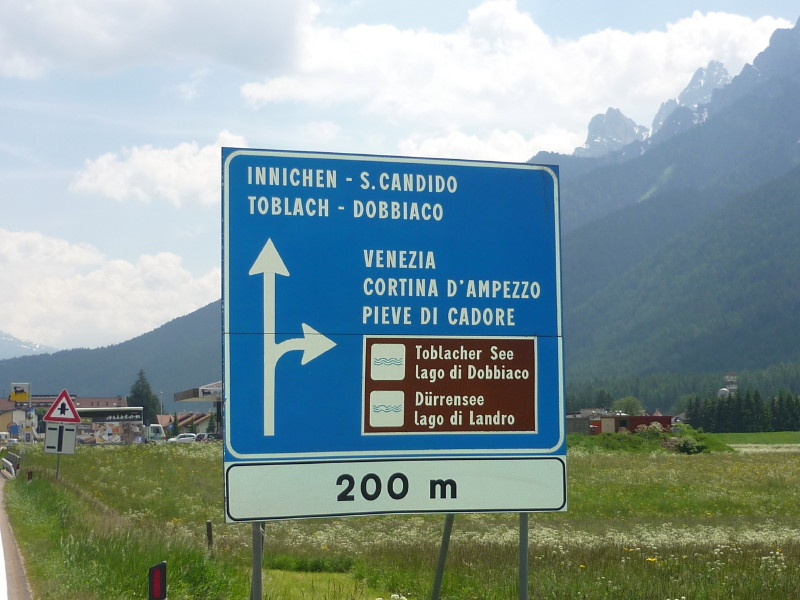 INNICHEN - S. CANDIDO
TOBLACH - DOBBIACO
VENEZIA
CORTINA D'AMPEZZO
PIEVE DI CADORE
Toblacher See
lago di Dobbiaco
Dürrensee
lago di Landro
200 m